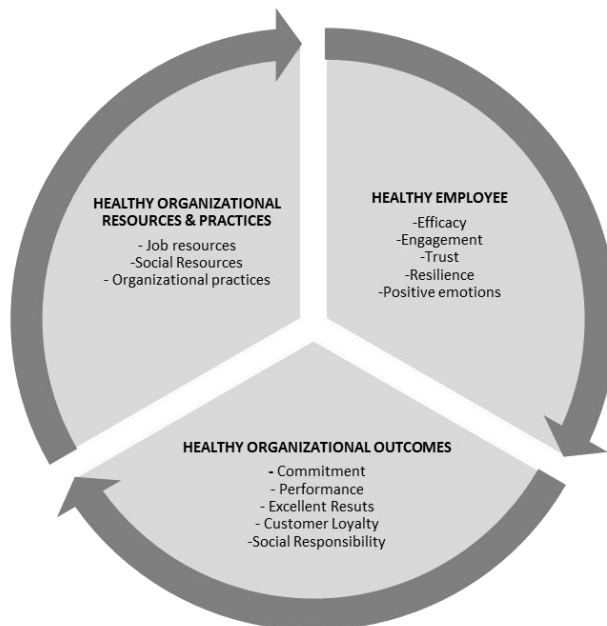 HEALTHY ORGANIZATIONAL
RESOURCES & PRACTICES
- Job resources
-Social Resources
- Organizational practices
HEALTHY EMPLOYEE
-Efficacy
-Engagement
-Trust
-Resilience
-Positive emotions
HEALTHY ORGANIZATIONAL OUTCOMES
- Commitment
- Performance
- Excellent Resuts
- Customer Loyalty
-Social Responsibility